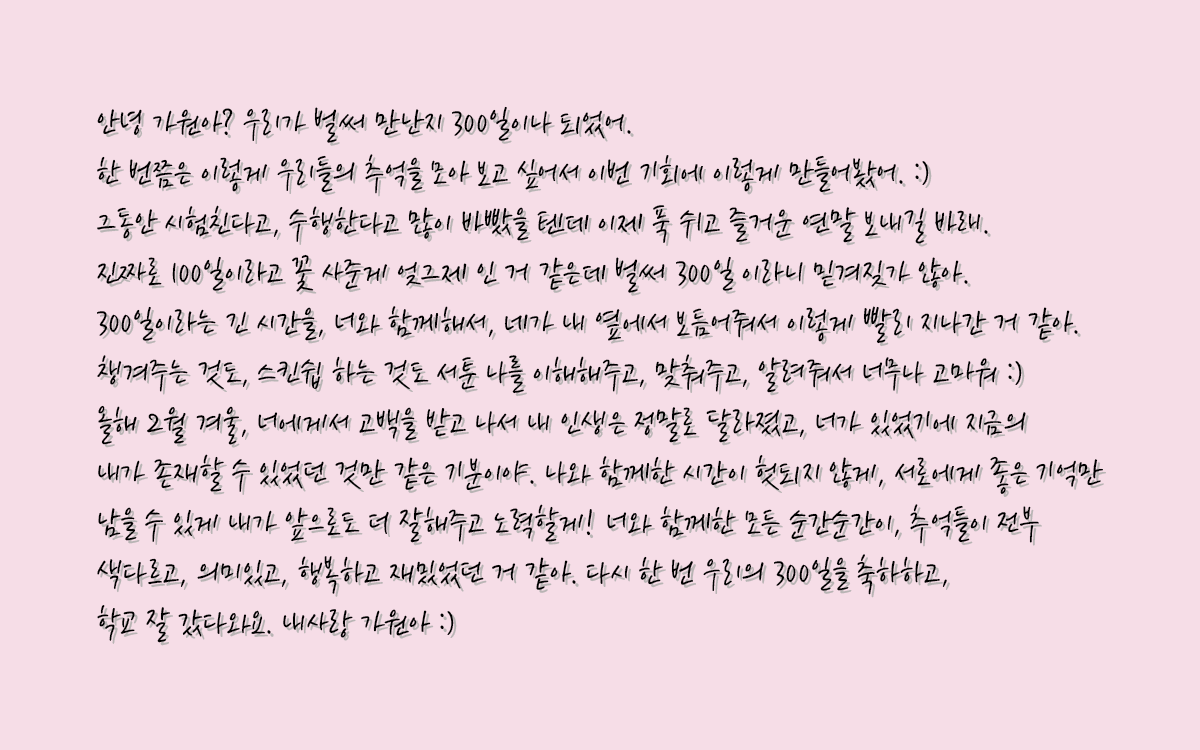 안녕 가원아? 우리가 벌써 만난지 300일이나 되었어.
한 번쯤은 이렇게 우리들의 추억을 모아 보고 싶어서 이번 기회에 이렇게 만들어봤어. :)
그동안 시험친다고, 수행한다고 많이 바빴을 텐데 이제 푹 쉬고 즐거운 연말 보내길 바래.
진짜로 100일이라고 꽃 사준게 엊그제 인 거 같은데 벌써 300일 이라니 믿겨짖가 않아.
300일이라는 긴 시간을, 너와 함께해서, 네가 내 옆에서 보듬어줘서 이렇게 빨리 지나간 거 같아.
챙겨주는 것도, 스킨쉽 하는 것도 서툰 나를 이해해주고, 맞춰주고, 알려줘서 너무나 고마워 :)
올해 2월 겨울, 너에게서 고백을 받고 나서 내 인생은 정말로 달라졌고, 너가 있었기에 지금의
내가 존재할 수 있었던 것만 같은 기분이야. 나와 함께한 시간이 헛되지 않게, 서로에게 좋은 기억만
남을 수 있게 내가 앞으로도 더 잘해주고 노력할게! 너와 함께한 모든 순간순간이, 추억들이 전부
색다르고, 의미있고, 행복하고 재밌었던 거 같아. 다시 한 번 우리의 300일을 축하하고,
학교 잘 갔다와요. 내사랑 가원아 :)